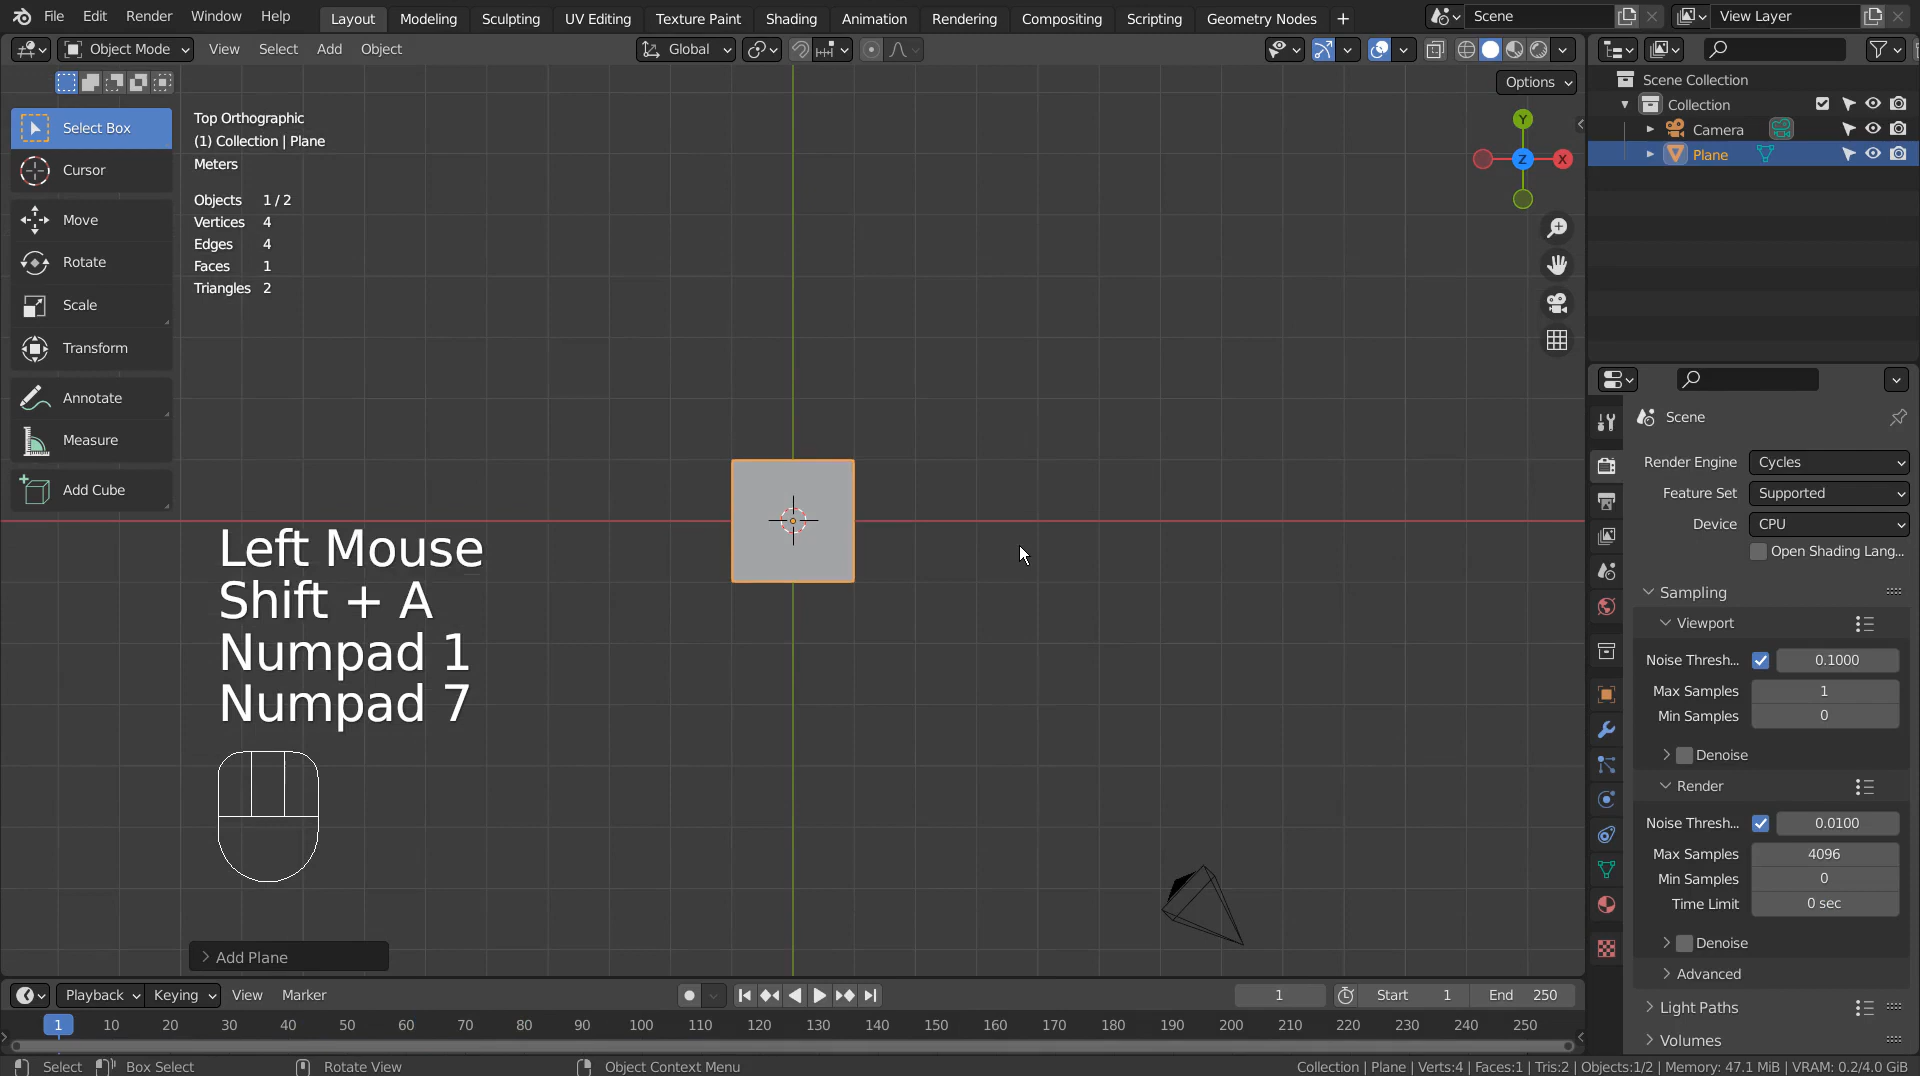 File Edit Render Window Help Layout Modeling Sculpting UV Editing Texture Paint Shading Animation Rendering Compositing Scripting Geometry Nodes + Scene View Layer
Object Mode View Select Add Object Global
Options
Select Box
Cursor
Move
Rotate
Scale
Transform
Annotate
Measure
Add Cube
Top Orthographic
(1) Collection | Plane
Meters
Objects 1 / 2
Vertices 4
Edges 4
Faces 1
Triangles 2
Y
Z X
Left Mouse
Shift + A
Numpad 1
Numpad 7
Add Plane
Scene Collection
Collection
Camera
Plane
Scene
Render Engine Cycles
Feature Set Supported
Device CPU
Open Shading Lang...
Sampling
Viewport
Noise Thresh... 0.1000
Max Samples 1
Min Samples 0
Denoise
Render
Noise Thresh... 0.0100
Max Samples 4096
Min Samples 0
Time Limit 0 sec
Denoise
Advanced
Light Paths
Volumes
Playback Keying View Marker 1 Start 1 End 250
1 10 20 30 40 50 60 70 80 90 100 110 120 130 140 150 160 170 180 190 200 210 220 230 240 250
Select Box Select Rotate View Object Context Menu Collection | Plane | Verts:4 | Faces:1 | Tris:2 | Objects:1/2 | Memory: 47.1 MiB | VRAM: 0.2/4.0 GiB